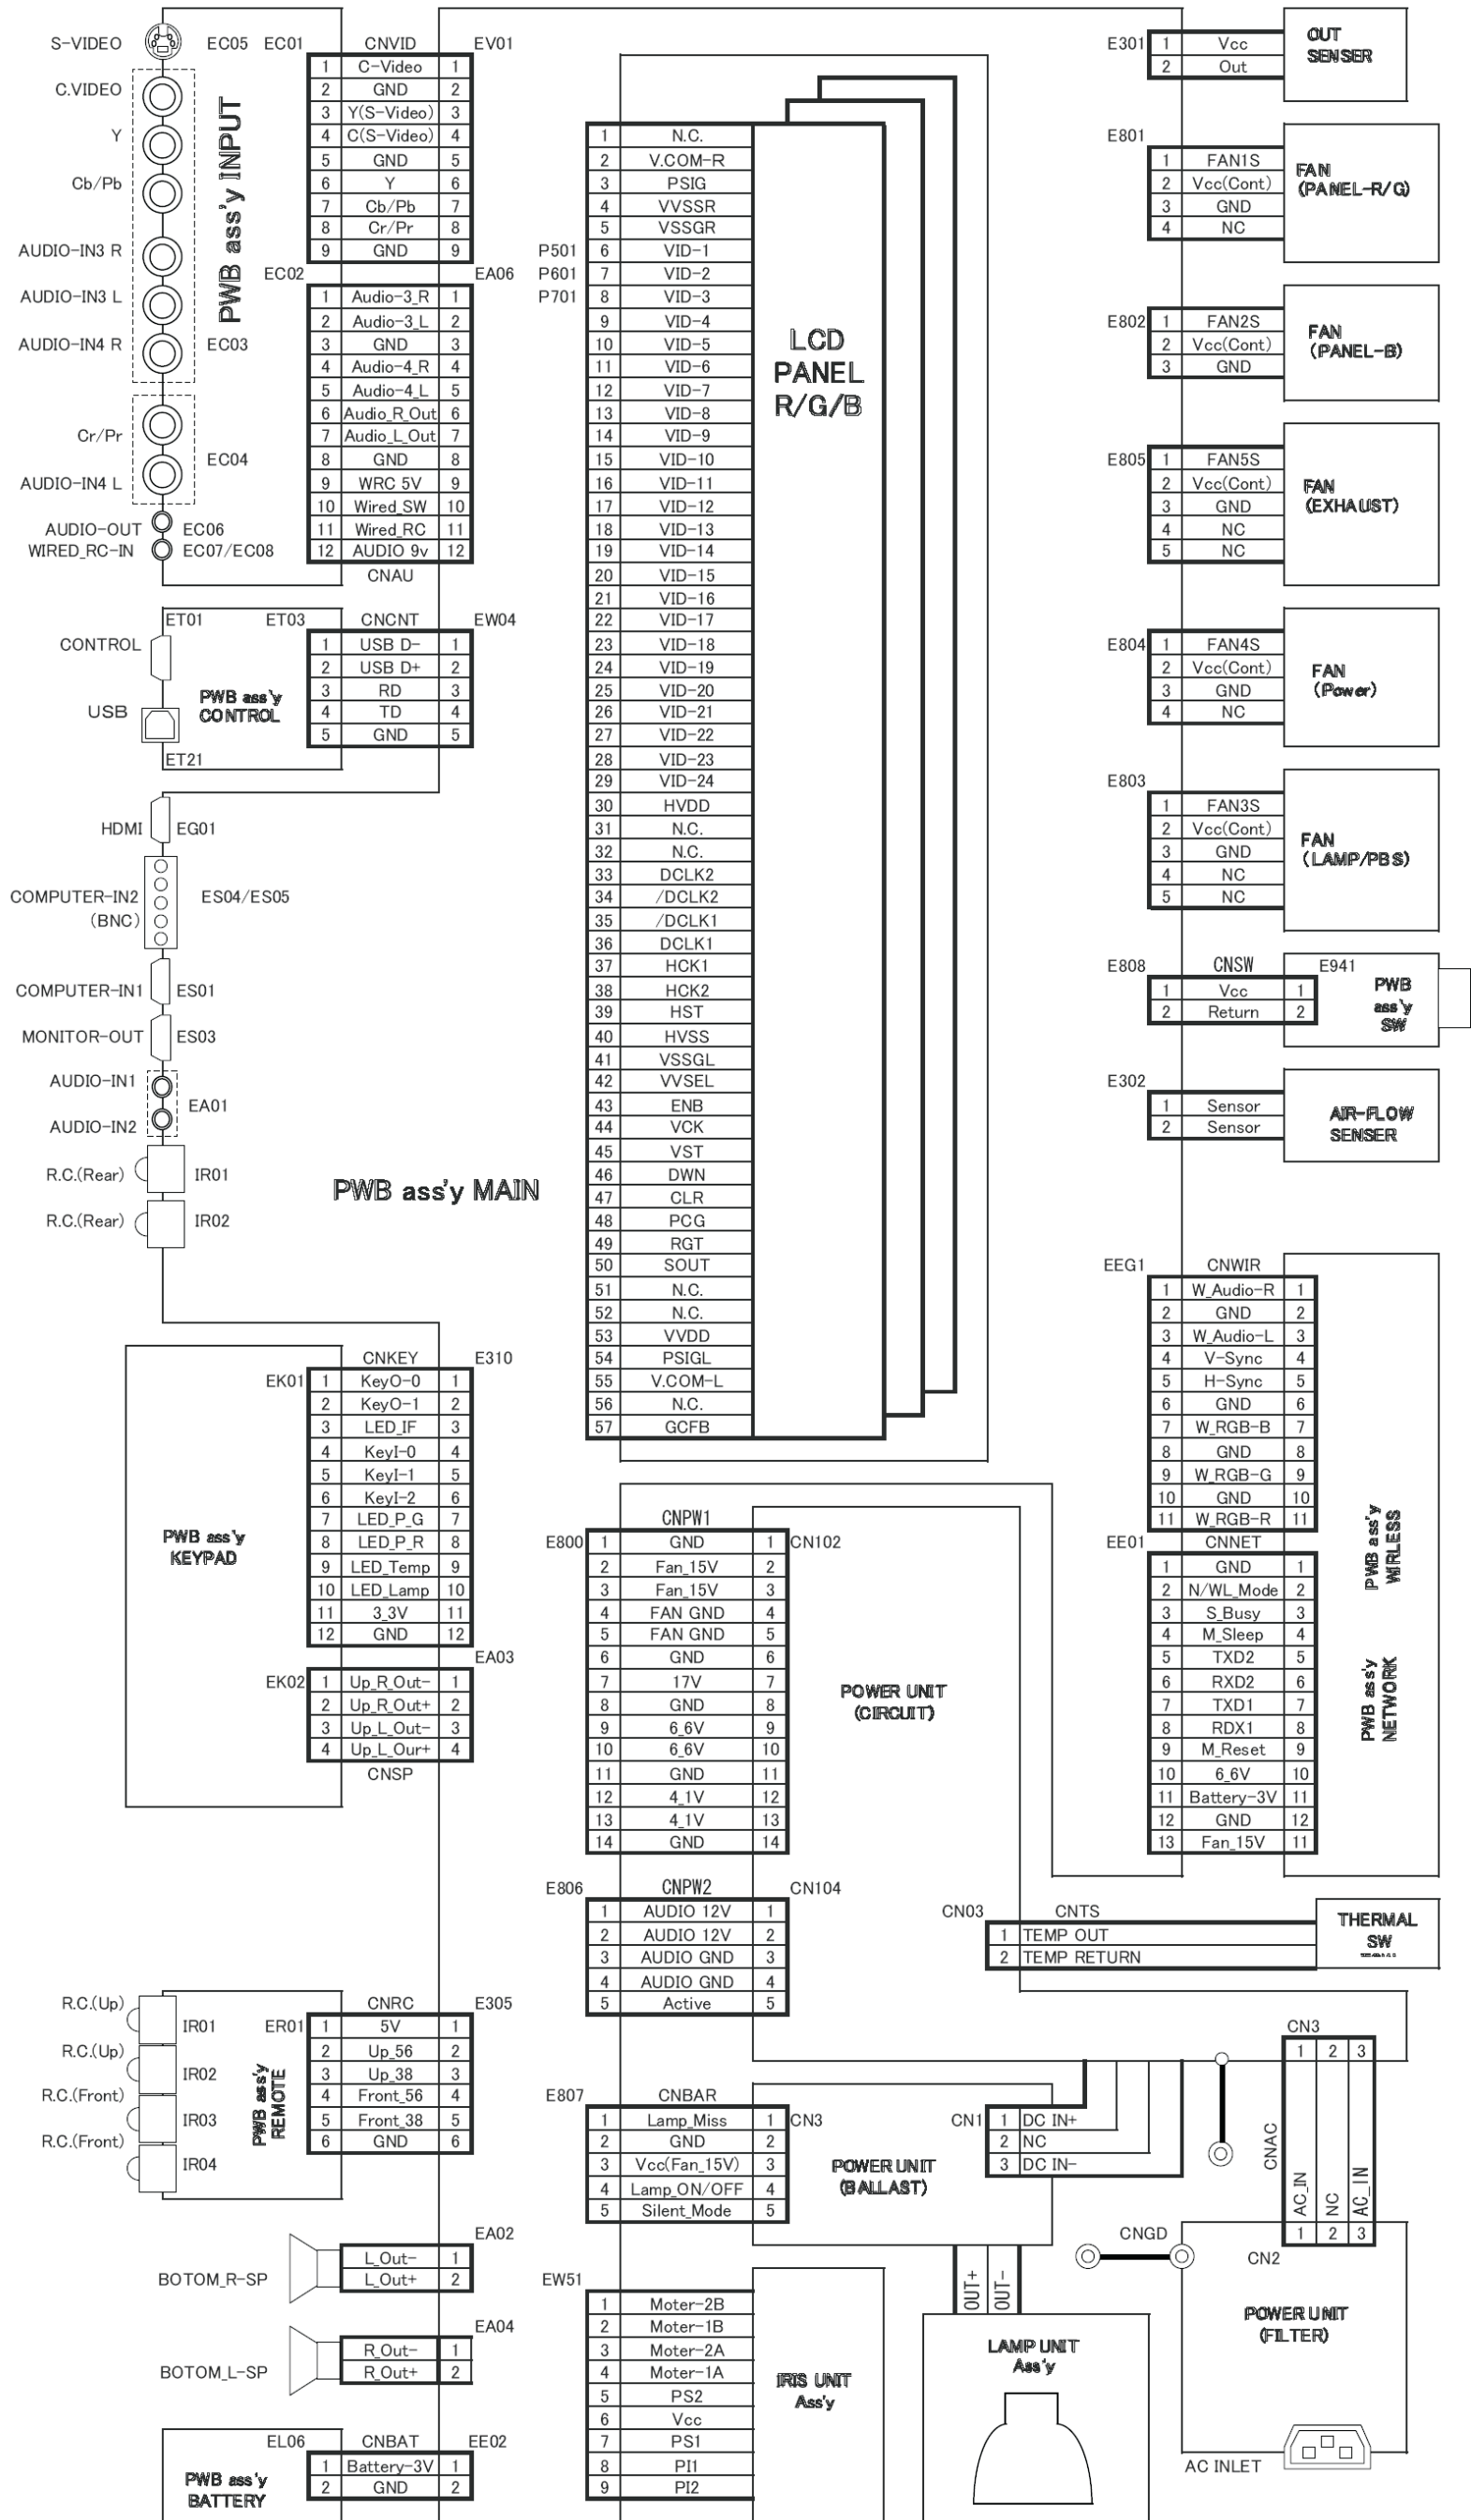 S-VIDEO EC05 EC01 CNVID EV01
C.VIDEO
Y
Cb/Pb
AUDIO-IN3 R
AUDIO-IN3 L
AUDIO-IN4 R EC03
Cr/Pr
EC04
AUDIO-IN4 L
AUDIO-OUT EC06
WIRED_RC-IN EC07/EC08
PWB ass'y INPUT
1 C-Video 1
2 GND 2
3 Y(S-Video) 3
4 C(S-Video) 4
5 GND 5
6 Y 6
7 Cb/Pb 7
8 Cr/Pr 8
9 GND 9
EC02 EA06
1 Audio-3_R 1
2 Audio-3_L 2
3 GND 3
4 Audio-4_R 4
5 Audio-4_L 5
6 Audio_R_Out 6
7 Audio_L_Out 7
8 GND 8
9 WRC 5V 9
10 Wired_SW 10
11 Wired_RC 11
12 AUDIO 9v 12
CNAU
ET01 ET03 CNCNT EW04
CONTROL
USB
ET21
PWB ass'y
CONTROL
1 USB D- 1
2 USB D+ 2
3 RD 3
4 TD 4
5 GND 5
HDMI EG01
COMPUTER-IN2 ES04/ES05
(BNC)
COMPUTER-IN1 ES01
MONITOR-OUT ES03
AUDIO-IN1
EA01
AUDIO-IN2
R.C.(Rear) IR01
R.C.(Rear) IR02
PWB ass'y MAIN
CNKEY E310
EK01
1 KeyO-0 1
2 KeyO-1 2
3 LED_IF 3
4 KeyI-0 4
5 KeyI-1 5
6 KeyI-2 6
7 LED_P_G 7
8 LED_P_R 8
9 LED_Temp 9
10 LED_Lamp 10
11 3_3V 11
12 GND 12
PWB ass'y
KEYPAD
EA03
EK02
1 Up_R_Out- 1
2 Up_R_Out+ 2
3 Up_L_Out- 3
4 Up_L_Our+ 4
CNSP
R.C.(Up) IR01
R.C.(Up) IR02
R.C.(Front) IR03
R.C.(Front) IR04
PWB ass'y
REMOTE
CNRC E305
ER01
1 5V 1
2 Up_56 2
3 Up_38 3
4 Front_56 4
5 Front_38 5
6 GND 6
EA02
BOTOM_R-SP
L_Out- 1
L_Out+ 2
EA04
BOTOM_L-SP
R_Out- 1
R_Out+ 2
EL06 CNBAT EE02
PWB ass'y
BATTERY
1 Battery-3V 1
2 GND 2
P501
P601
P701
1 N.C.
2 V.COM-R
3 PSIG
4 VVSSR
5 VSSGR
6 VID-1
7 VID-2
8 VID-3
9 VID-4
10 VID-5
11 VID-6
12 VID-7
13 VID-8
14 VID-9
15 VID-10
16 VID-11
17 VID-12
18 VID-13
19 VID-14
20 VID-15
21 VID-16
22 VID-17
23 VID-18
24 VID-19
25 VID-20
26 VID-21
27 VID-22
28 VID-23
29 VID-24
30 HVDD
31 N.C.
32 N.C.
33 DCLK2
34 /DCLK2
35 /DCLK1
36 DCLK1
37 HCK1
38 HCK2
39 HST
40 HVSS
41 VSSGL
42 VVSEL
43 ENB
44 VCK
45 VST
46 DWN
47 CLR
48 PCG
49 RGT
50 SOUT
51 N.C.
52 N.C.
53 VVDD
54 PSIGL
55 V.COM-L
56 N.C.
57 GCFB
LCD
PANEL
R/G/B
CNPW1
E800 CN102
1 GND 1
2 Fan_15V 2
3 Fan_15V 3
4 FAN GND 4
5 FAN GND 5
6 GND 6
7 17V 7
8 GND 8
9 6_6V 9
10 6_6V 10
11 GND 11
12 4_1V 12
13 4_1V 13
14 GND 14
POWER UNIT
(CIRCUIT)
E806 CNPW2 CN104
1 AUDIO 12V 1
2 AUDIO 12V 2
3 AUDIO GND 3
4 AUDIO GND 4
5 Active 5
E807 CNBAR CN3
1 Lamp_Miss 1
2 GND 2
3 Vcc(Fan_15V) 3
4 Lamp_ON/OFF 4
5 Silent_Mode 5
POWER UNIT
(BALLAST)
CN1
1 DC IN+
2 NC
3 DC IN-
OUT+
OUT-
EW51
1 Moter-2B
2 Moter-1B
3 Moter-2A
4 Moter-1A
5 PS2
6 Vcc
7 PS1
8 PI1
9 PI2
IRIS UNIT
Ass'y
LAMP UNIT
Ass'y
E301
1 Vcc
2 Out
OUT
SENSER
E801
1 FAN1S
2 Vcc(Cont)
3 GND
4 NC
FAN
(PANEL-R/G)
E802
1 FAN2S
2 Vcc(Cont)
3 GND
FAN
(PANEL-B)
E805
1 FAN5S
2 Vcc(Cont)
3 GND
4 NC
5 NC
FAN
(EXHAUST)
E804
1 FAN4S
2 Vcc(Cont)
3 GND
4 NC
FAN
(Power)
E803
1 FAN3S
2 Vcc(Cont)
3 GND
4 NC
5 NC
FAN
(LAMP/PBS)
E808 CNSW E941
1 Vcc 1
2 Return 2
PWB
ass'y
SW
E302
1 Sensor
2 Sensor
AIR-FLOW
SENSER
EEG1 CNWIR
1 W_Audio-R 1
2 GND 2
3 W_Audio-L 3
4 V-Sync 4
5 H-Sync 5
6 GND 6
7 W_RGB-B 7
8 GND 8
9 W_RGB-G 9
10 GND 10
11 W_RGB-R 11
PWB ass'y
WIRLESS
EE01 CNNET
1 GND 1
2 N/WL_Mode 2
3 S_Busy 3
4 M_Sleep 4
5 TXD2 5
6 RXD2 6
7 TXD1 7
8 RDX1 8
9 M_Reset 9
10 6_6V 10
11 Battery-3V 11
12 GND 12
13 Fan_15V 11
PWB ass'y
NETWORK
CN03 CNTS
1 TEMP OUT
2 TEMP RETURN
THERMAL
SW
CN3
1 2 3
CNAC
AC_IN
NC
AC_IN
1 2 3
CN2
CNGD
POWER UNIT
(FILTER)
AC INLET